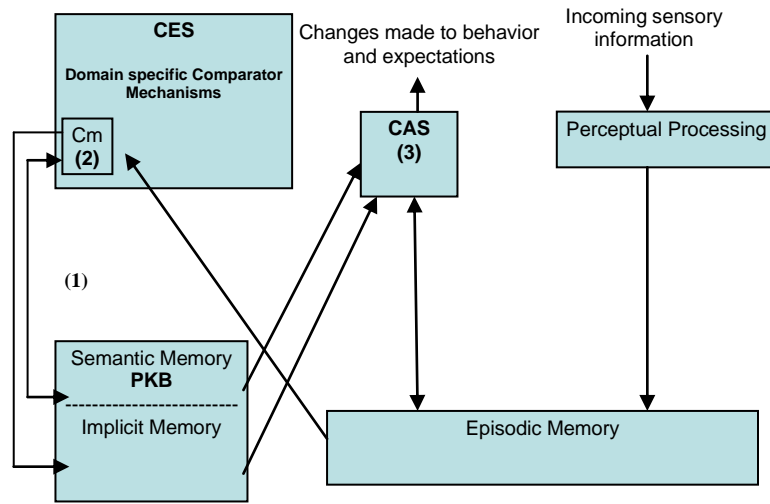 CES
Domain specific Comparator
Mechanisms
Cm
(2)
Changes made to behavior
and expectations
CAS
(3)
Incoming sensory
information
Perceptual Processing
(1)
Semantic Memory
PKB
Implicit Memory
Episodic Memory